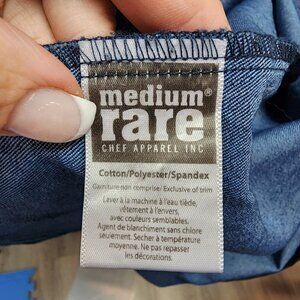 medium®
rare
CHEF APPAREL INC
Cotton/Polyester/Spandex
Garniture non comprise/Exclusive of trim
Laver à la machine à l'eau tiède,
vêtement à l'envers,
avec couleurs semblables.
Agent de blanchiment sans chlore
seulement. Secher à température
moyenne. Ne pas repasser
les décorations.